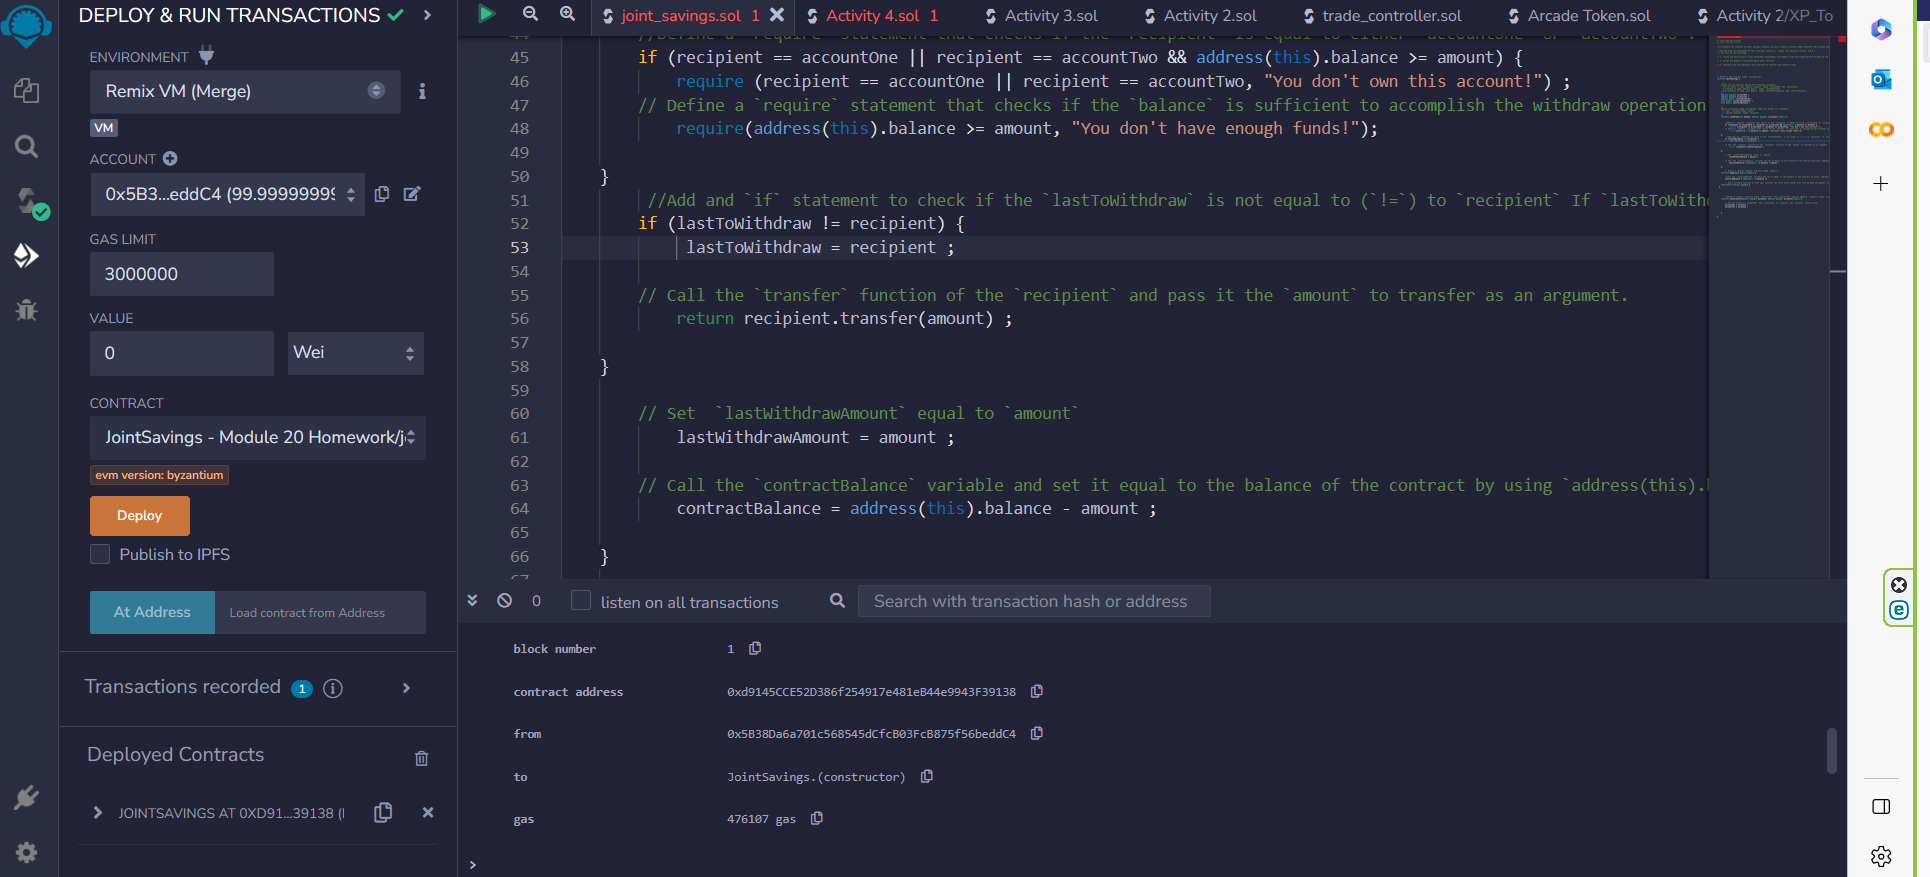 DEPLOY & RUN TRANSACTIONS
ENVIRONMENT
Remix VM (Merge)
VM
ACCOUNT
0x5B3...eddC4 (99.9999999
GAS LIMIT
3000000
VALUE
0
Wei
CONTRACT
JointSavings - Module 20 Homework/j
evm version: byzantium
Deploy
Publish to IPFS
At Address
Load contract from Address
Transactions recorded 1
Deployed Contracts
JOINTSAVINGS AT 0XD91...39138 (
joint_savings.sol 1
Activity 4.sol 1
Activity 3.sol
Activity 2.sol
trade_controller.sol
Arcade Token.sol
Activity 2/XP_To
45 if (recipient == accountOne || recipient == accountTwo && address(this).balance >= amount) {
46 require (recipient == accountOne || recipient == accountTwo, "You don't own this account!") ;
47 // Define a `require` statement that checks if the `balance` is sufficient to accomplish the withdraw operation
48 require(address(this).balance >= amount, "You don't have enough funds!");
49
50 }
51 //Add and `if` statement to check if the `lastToWithdraw` is not equal to (`!=`) to `recipient` If `lastToWith
52 if (lastToWithdraw != recipient) {
53 lastToWithdraw = recipient ;
54
55 // Call the `transfer` function of the `recipient` and pass it the `amount` to transfer as an argument.
56 return recipient.transfer(amount) ;
57
58 }
59
60 // Set  `lastWithdrawAmount` equal to `amount`
61 lastWithdrawAmount = amount ;
62
63 // Call the `contractBalance` variable and set it equal to the balance of the contract by using `address(this).
64 contractBalance = address(this).balance - amount ;
65
66 }
0
listen on all transactions
Search with transaction hash or address
block number 1
contract address 0xd9145CCE52D386f254917e481eB44e9943F39138
from 0x5B38Da6a701c568545dCfcB03FcB875f56beddC4
to JointSavings.(constructor)
gas 476107 gas
>